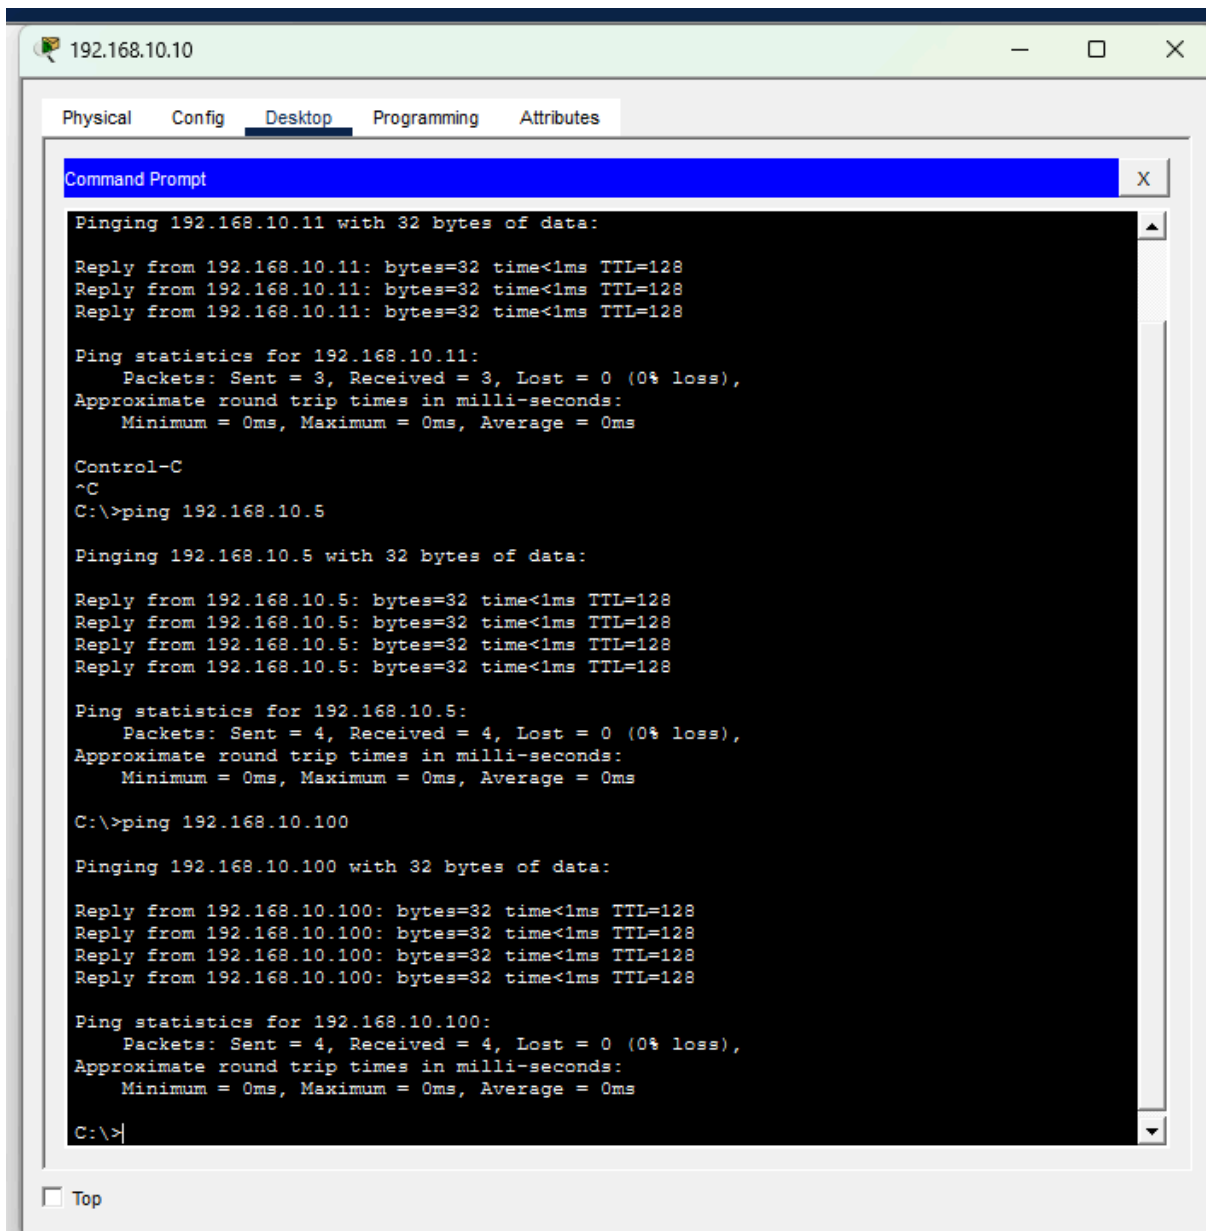 192.168.10.10
Physical Config Desktop Programming Attributes
Command Prompt X
Pinging 192.168.10.11 with 32 bytes of data:
Reply from 192.168.10.11: bytes=32 time<1ms TTL=128
Reply from 192.168.10.11: bytes=32 time<1ms TTL=128
Reply from 192.168.10.11: bytes=32 time<1ms TTL=128
Ping statistics for 192.168.10.11:
Packets: Sent = 3, Received = 3, Lost = 0 (0% loss),
Approximate round trip times in milli-seconds:
Minimum = 0ms, Maximum = 0ms, Average = 0ms
Control-C
^C
C:\>ping 192.168.10.5
Pinging 192.168.10.5 with 32 bytes of data:
Reply from 192.168.10.5: bytes=32 time<1ms TTL=128
Reply from 192.168.10.5: bytes=32 time<1ms TTL=128
Reply from 192.168.10.5: bytes=32 time<1ms TTL=128
Reply from 192.168.10.5: bytes=32 time<1ms TTL=128
Ping statistics for 192.168.10.5:
Packets: Sent = 4, Received = 4, Lost = 0 (0% loss),
Approximate round trip times in milli-seconds:
Minimum = 0ms, Maximum = 0ms, Average = 0ms
C:\>ping 192.168.10.100
Pinging 192.168.10.100 with 32 bytes of data:
Reply from 192.168.10.100: bytes=32 time<1ms TTL=128
Reply from 192.168.10.100: bytes=32 time<1ms TTL=128
Reply from 192.168.10.100: bytes=32 time<1ms TTL=128
Reply from 192.168.10.100: bytes=32 time<1ms TTL=128
Ping statistics for 192.168.10.100:
Packets: Sent = 4, Received = 4, Lost = 0 (0% loss),
Approximate round trip times in milli-seconds:
Minimum = 0ms, Maximum = 0ms, Average = 0ms
C:\>
Top